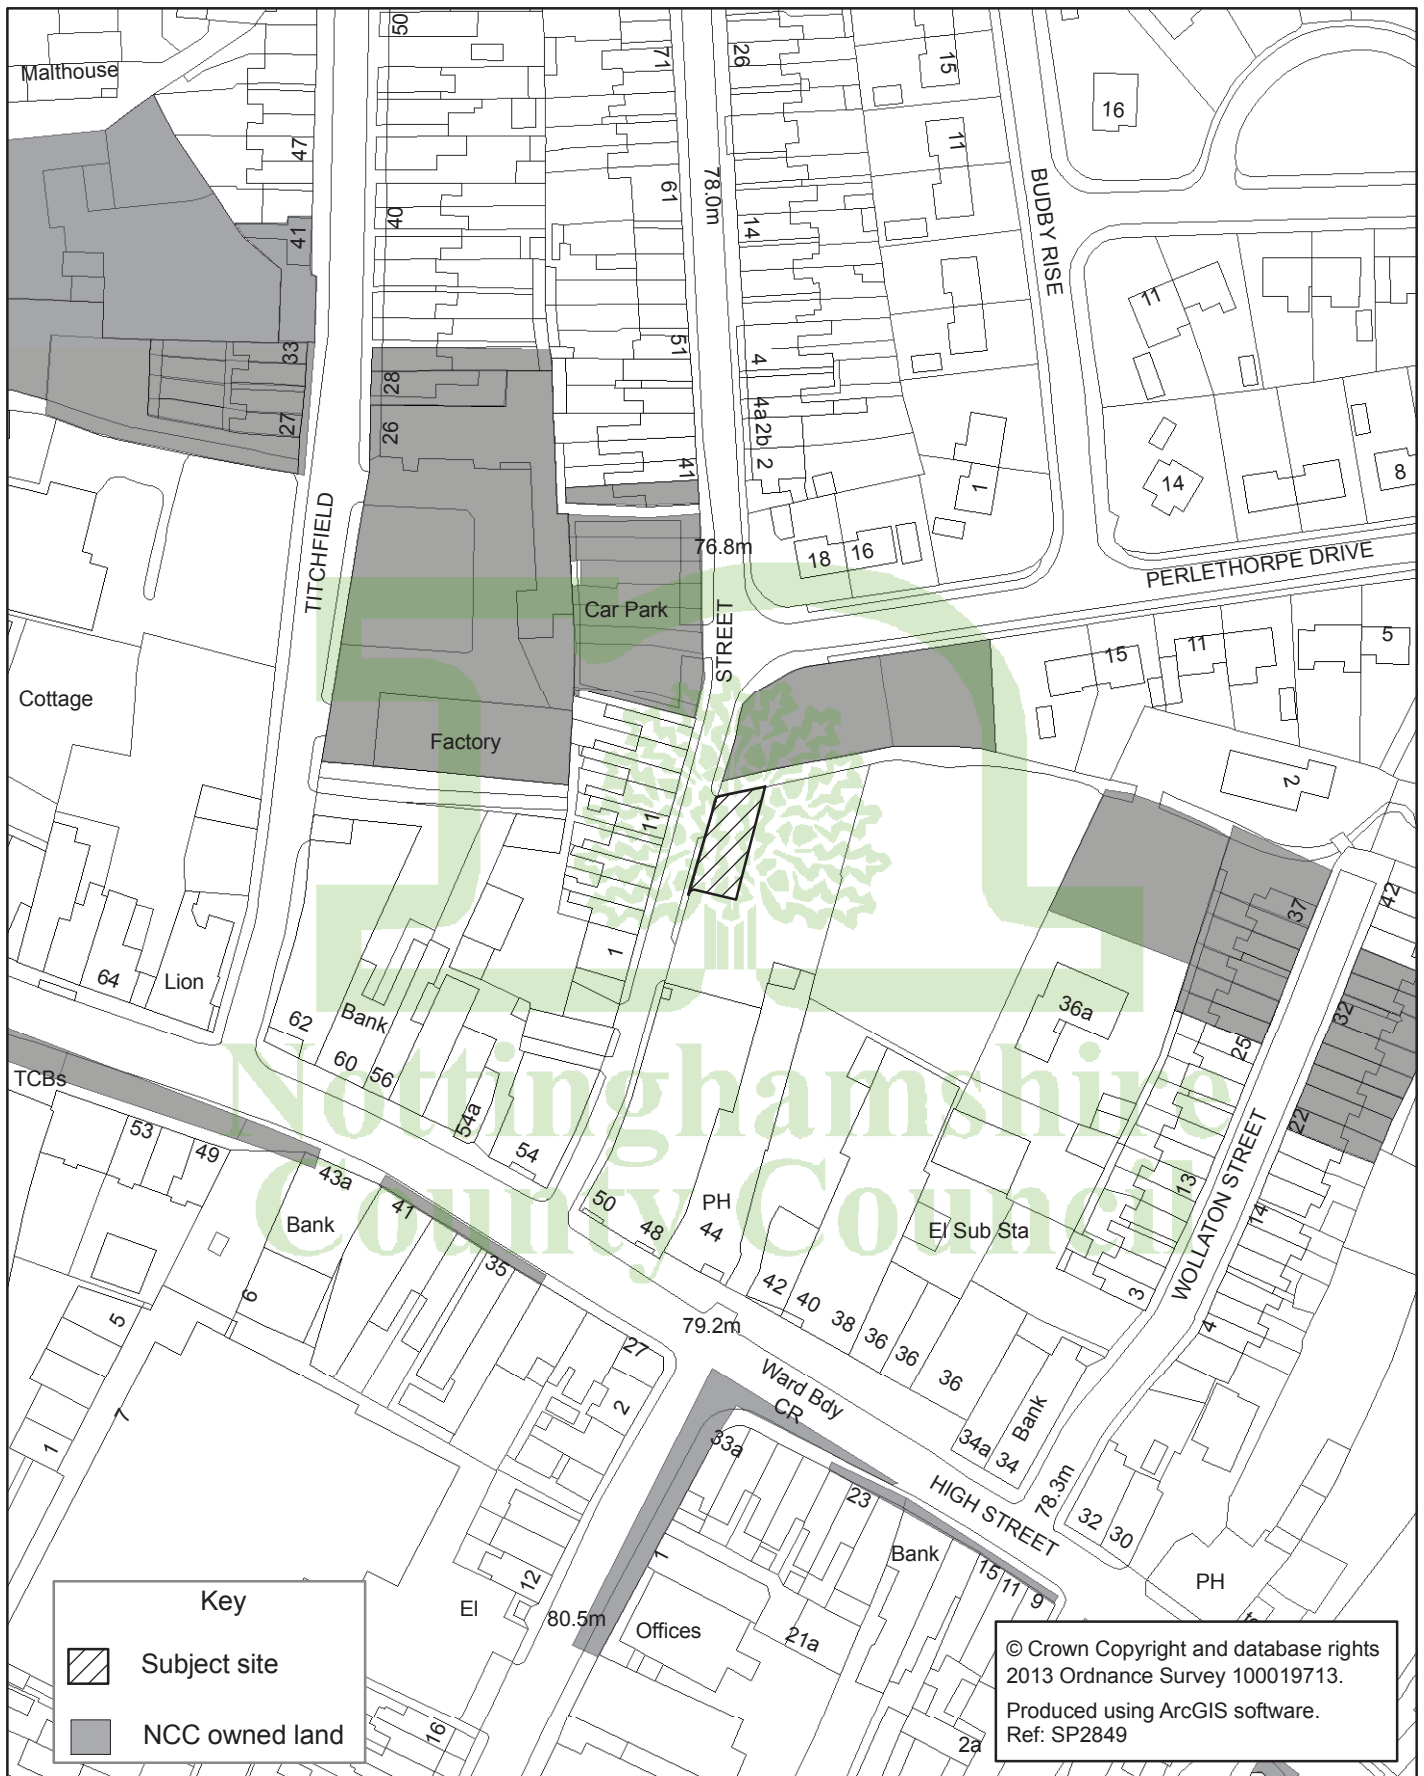 Malthouse
50
71
26
15
16
11
47
61
78.0m
BUDBY RISE
41
40
14
11
33
28
51
4
4a
2b
27
26
41
2
1
14
8
TITCHFIELD
76.8m
18
16
PERLETHORPE DRIVE
Car Park
STREET
15
11
5
Cottage
Factory
2
11
37
42
64
Lion
1
36a
32
62
Bank
25
60
56
TCBs
54a
22
Nottinghamshire
County Council
53
49
54
43a
41
Bank
50
48
PH
44
El Sub Sta
13
14
WOLLATON STREET
35
6
5
42
40
38
36
36
36
3
4
79.2m
27
2
7
1
Ward Bdy
CR
33a
34a
34
Bank
78.3m
HIGH STREET
23
32
30
Bank
15
11
9
PH
1
12
El
80.5m
Offices
21a
16
2a
Key
Subject site
NCC owned land
© Crown Copyright and database rights
2013 Ordnance Survey 100019713.
Produced using ArcGIS software.
Ref: SP2849